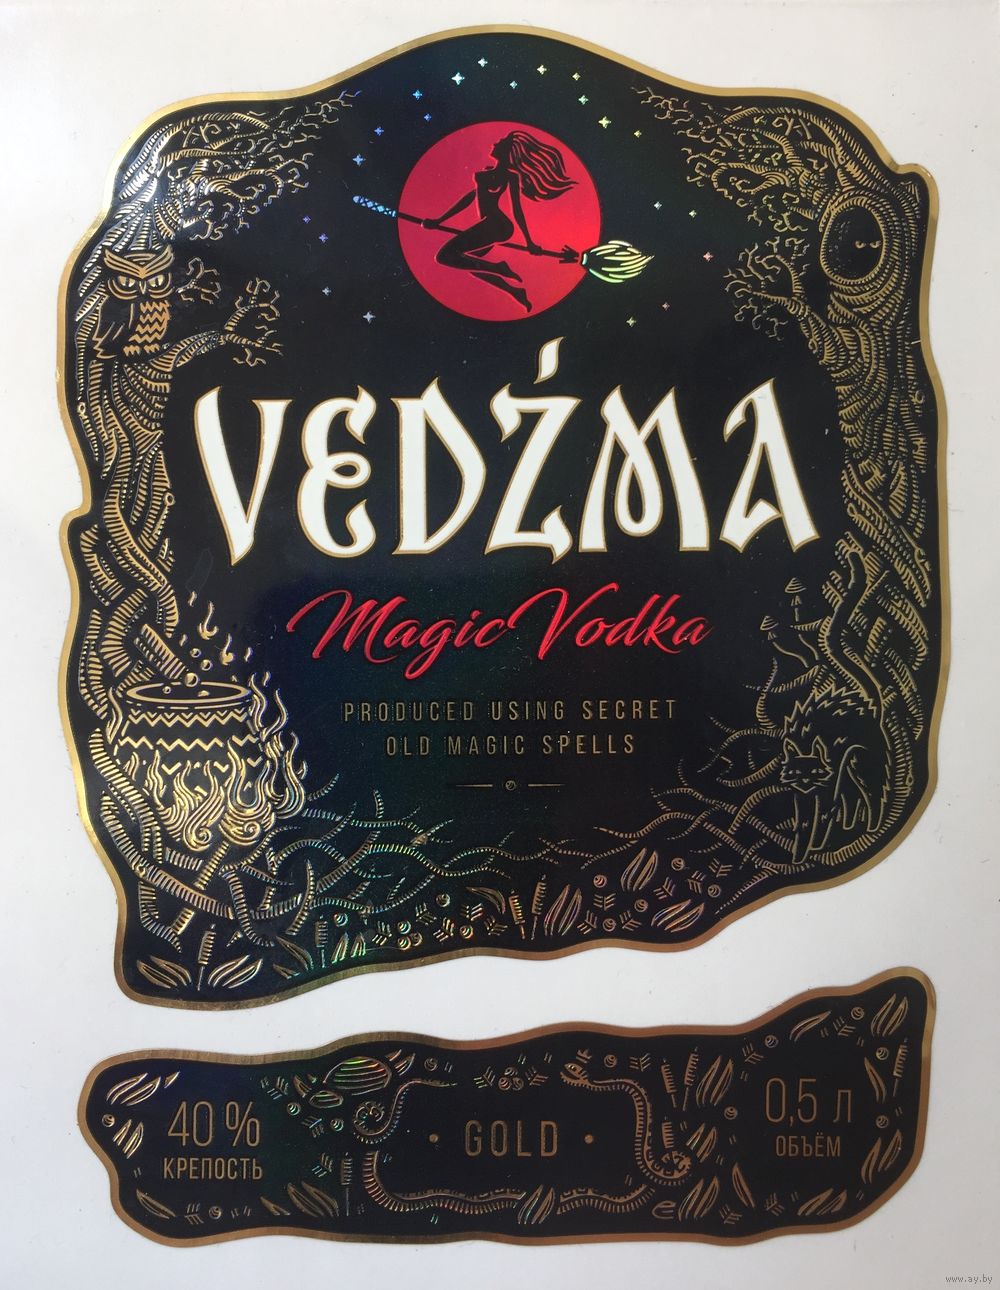 VEDŹMA
Magic Vodka
PRODUCED USING SECRET
OLD MAGIC SPELLS
40 %
КРЕПОСТЬ
• GOLD •
0,5 л
ОБЪЁМ
www.ay.by